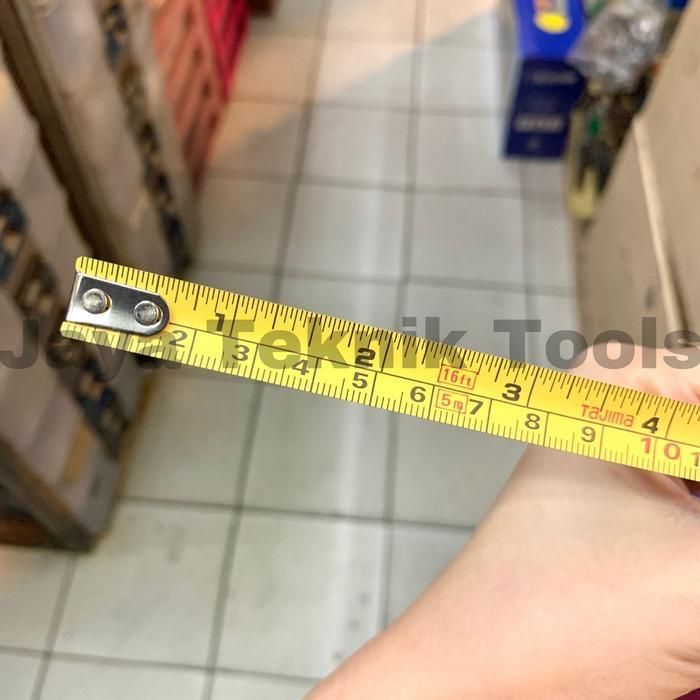 Jaya Teknik Tools
1 2 3 4
16ft
Tajima
2 3 4 5 6 7 8 9 10 1
5m